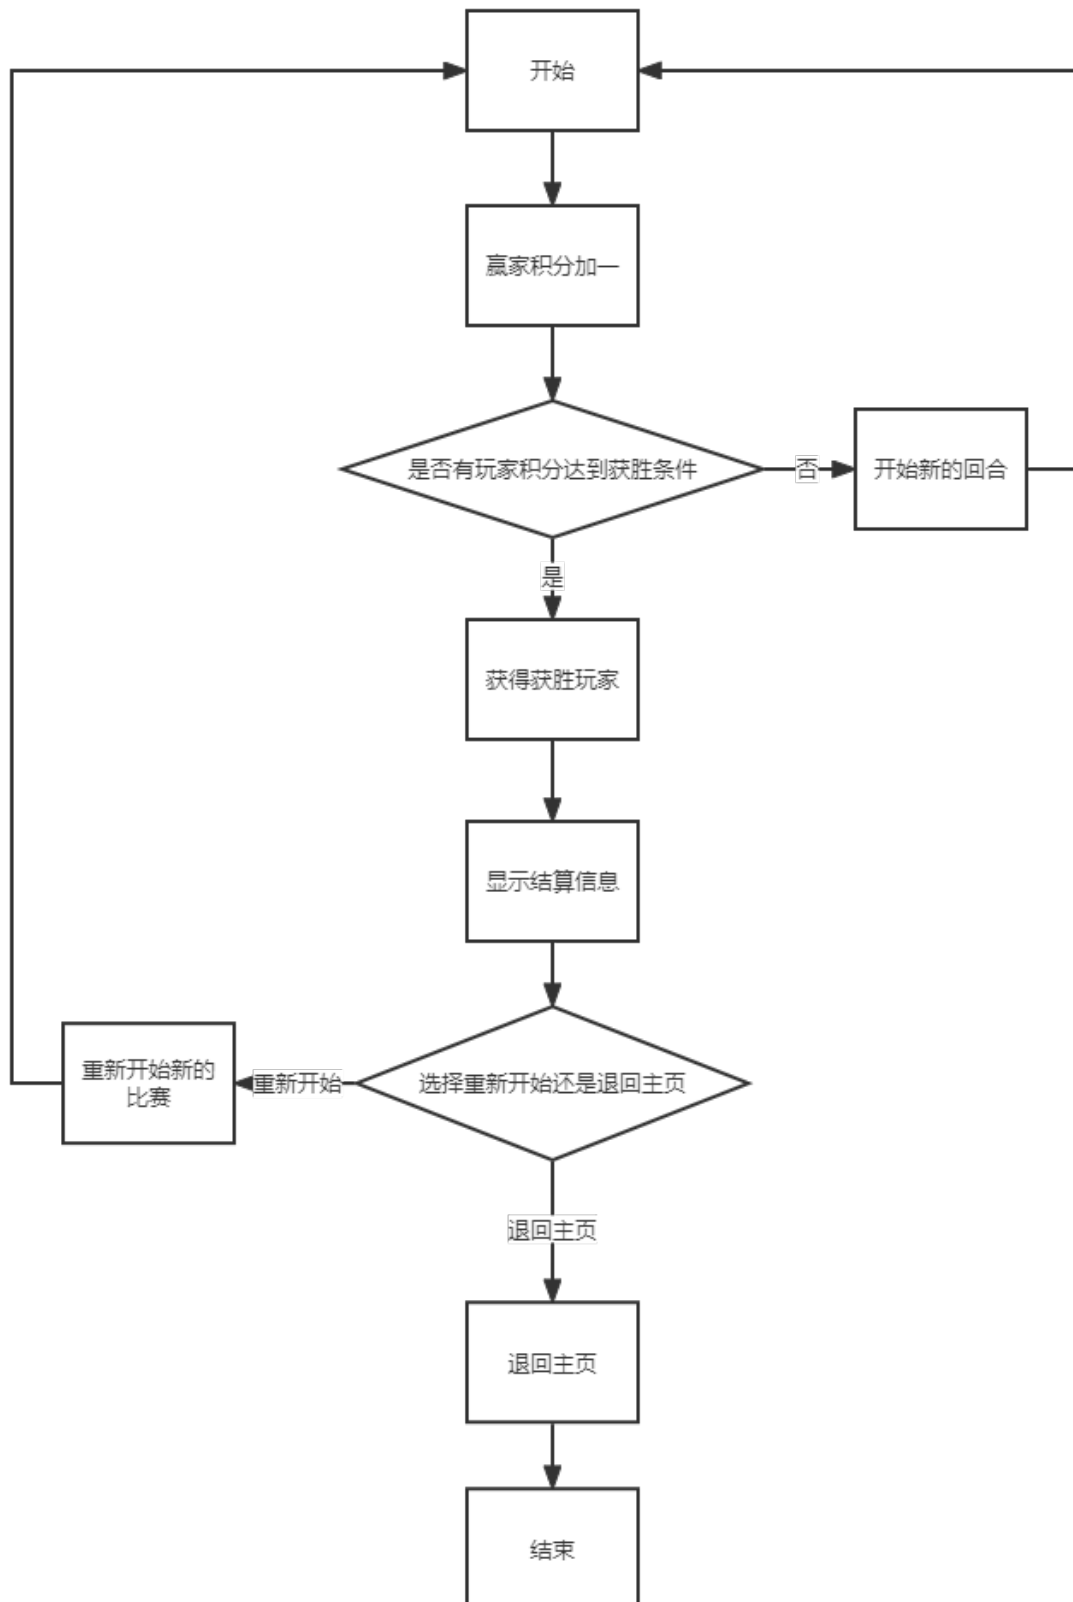 开始
赢家积分加一
是否有玩家积分达到获胜条件
否
开始新的回合
是
获得获胜玩家
显示结算信息
重新开始新的
比赛
重新开始
选择重新开始还是退回主页
退回主页
退回主页
结束